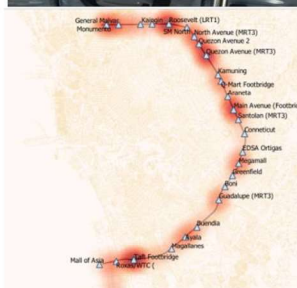 General Malvar
Kaingin
Roosevelt (LRT1)
Monumento
SM North
North Avenue (MRT3)
Quezon Avenue 2
Quezon Avenue (MRT3)
Kamuning
Q-Mart Footbridge
Araneta
Main Avenue (Footbri
Santolan (MRT3)
Conneticut
EDSA Ortigas
Megamall
Greenfield
Boni
Guadalupe (MRT3)
Buendia
Ayala
Magallanes
Taft Footbridge
Mall of Asia
Roxas/WTC (